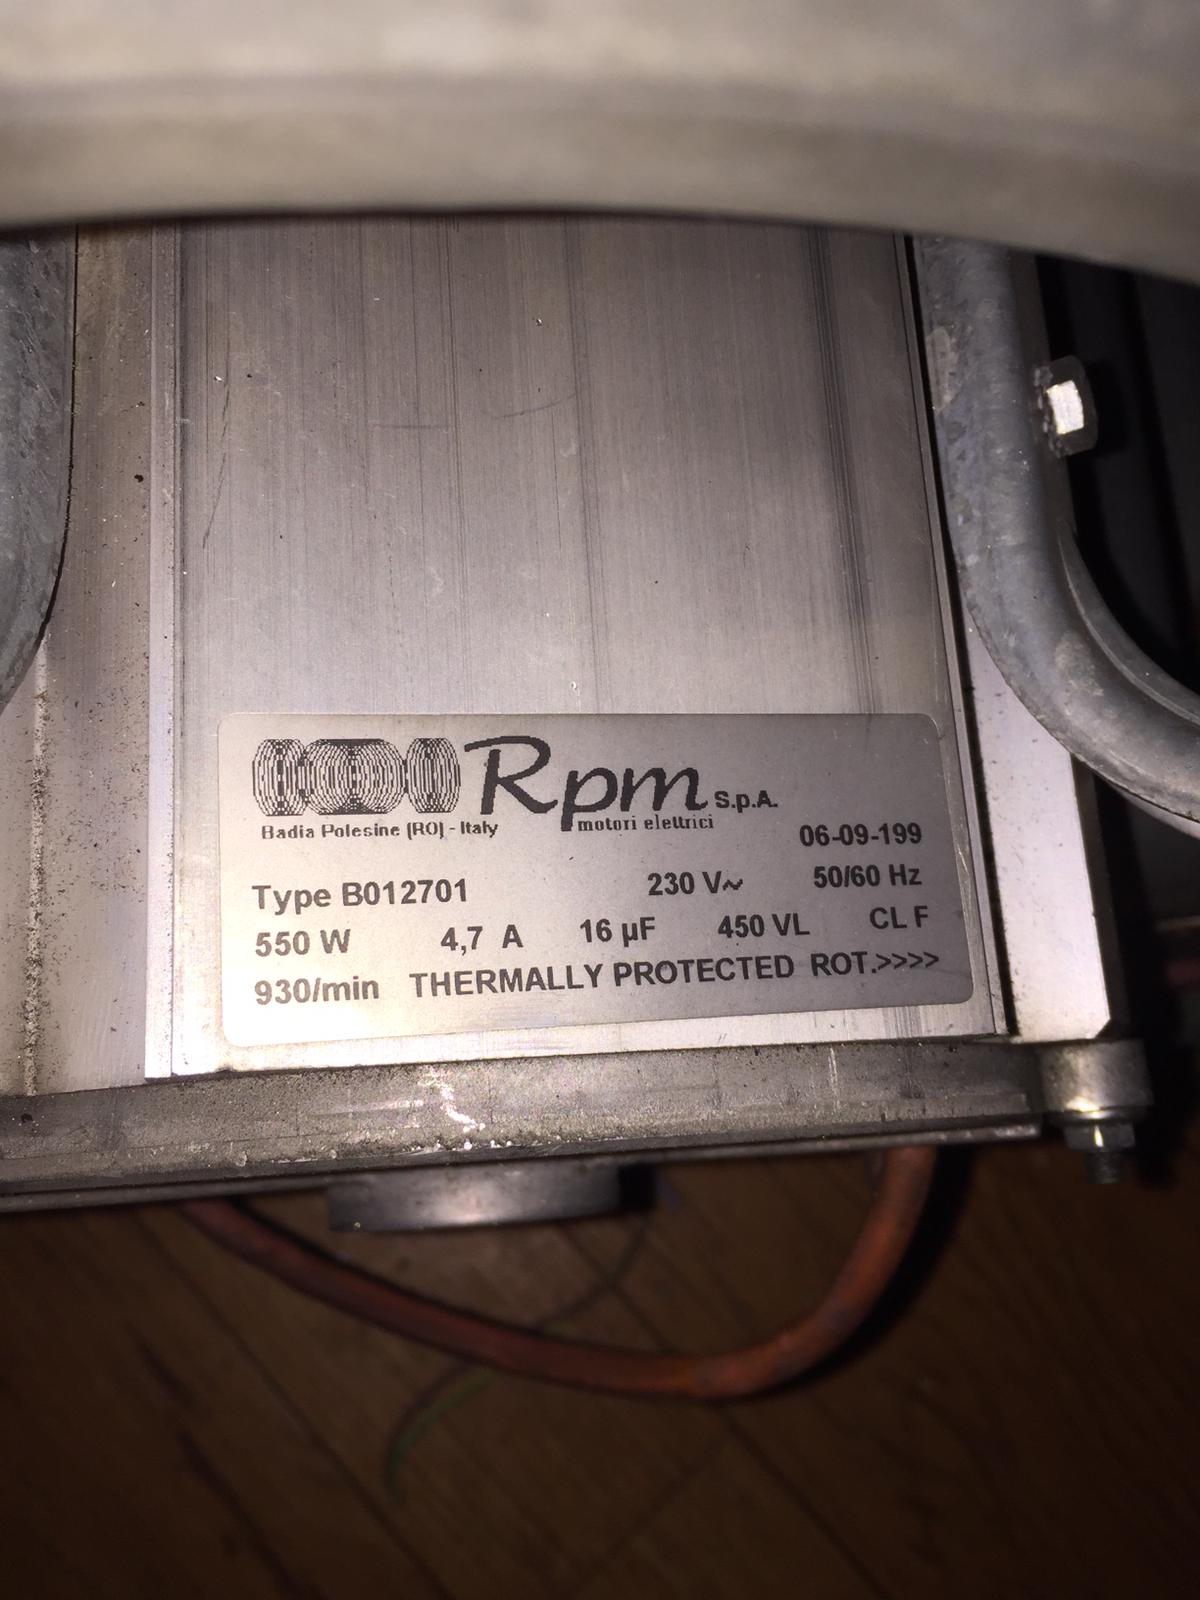 Rpm S.p.A.
Badia Polesine (RO) - Italy motori elettrici
06-09-199
Type B012701 230 V~ 50/60 Hz
550 W 4,7 A 16 µF 450 VL CL F
930/min THERMALLY PROTECTED ROT.>>>>